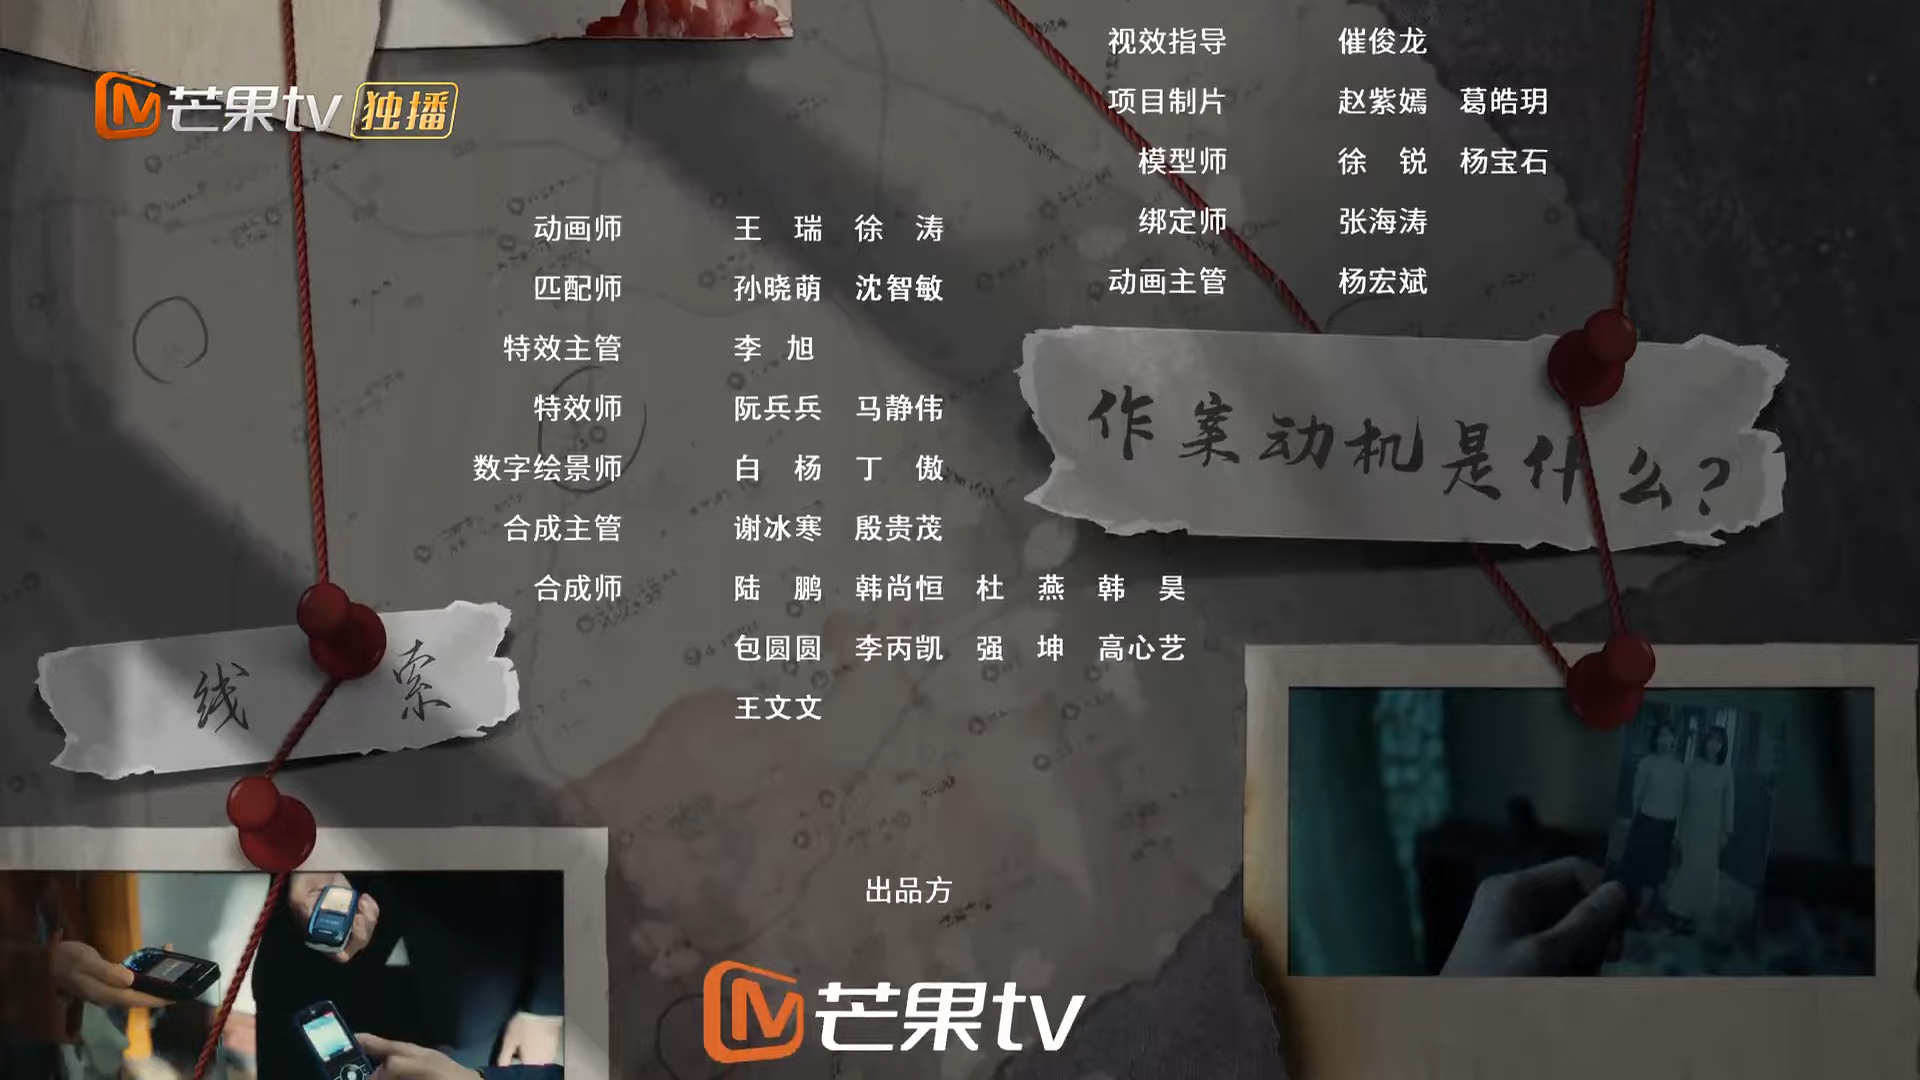 视效指导 催俊龙
项目制片 赵紫嫣 葛皓玥
模型师 徐 锐 杨宝石
绑定师 张海涛
动画主管 杨宏斌
芒果tv 独播
动画师 王 瑞 徐 涛
匹配师 孙晓萌 沈智敏
特效主管 李 旭
特效师 阮兵兵 马静伟
数字绘景师 白 杨 丁 傲
合成主管 谢冰寒 殷贵茂
合成师 陆 鹏 韩尚恒 杜 燕 韩 昊
包圆圆 李丙凯 强 坤 高心艺
王文文
作案动机是什么?
线 索
出品方
芒果tv